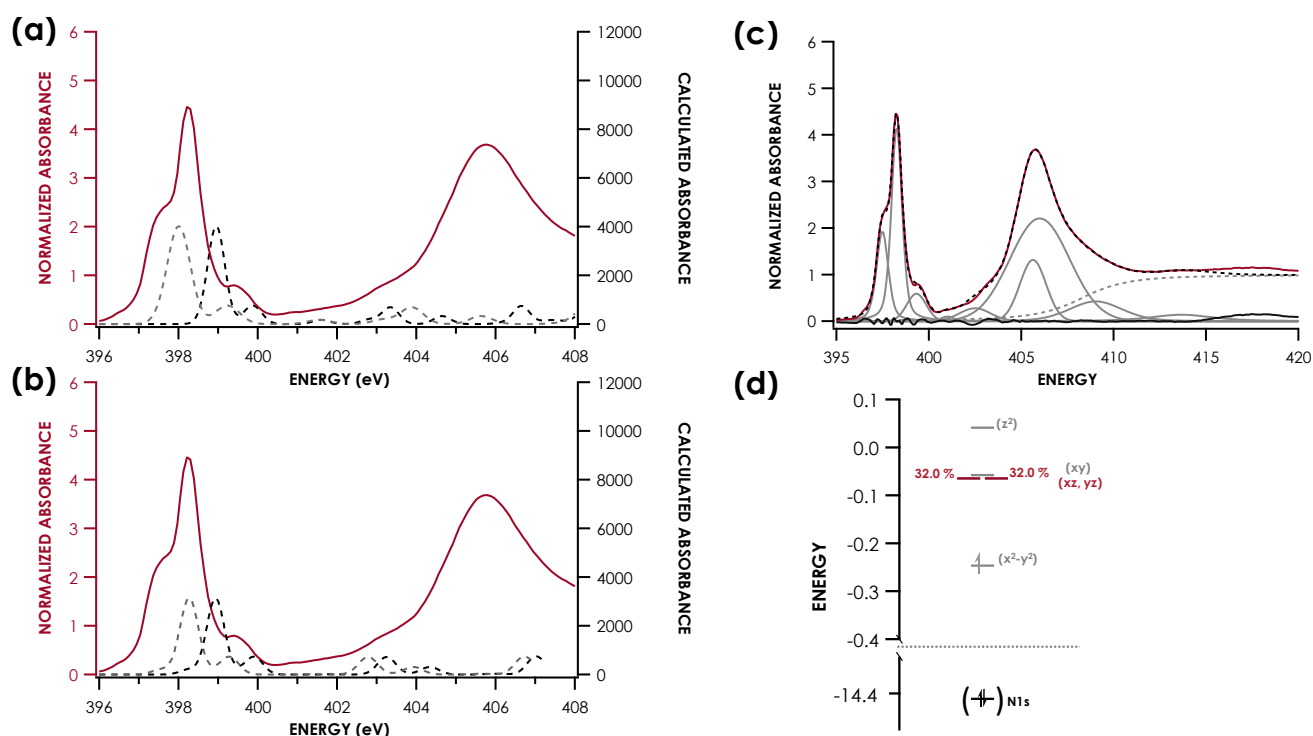 (a)
NORMALIZED ABSORBANCE
6
5
4
3
2
1
0
12000
10000
8000
6000
4000
2000
0
CALCULATED ABSORBANCE
396 398 400 402 404 406 408
ENERGY (eV)
(b)
NORMALIZED ABSORBANCE
6
5
4
3
2
1
0
12000
10000
8000
6000
4000
2000
0
CALCULATED ABSORBANCE
396 398 400 402 404 406 408
ENERGY (eV)
(c)
NORMALIZED ABSORBANCE
6
5
4
3
2
1
0
395 400 405 410 415 420
ENERGY
(d)
ENERGY
0.1
0.0
-0.1
-0.2
-0.3
-0.4
-14.4
(z²)
32.0 % 32.0 % (xy)
(xz, yz)
(x²-y²)
( ) N1s